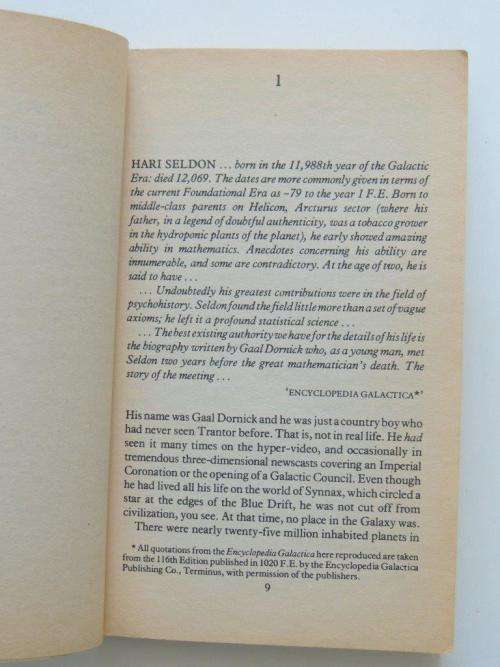 1
HARI SELDON ... born in the 11,988th year of the Galactic
Era: died 12,069. The dates are more commonly given in terms of
the current Foundational Era as –79 to the year 1 F.E. Born to
middle-class parents on Helicon, Arcturus sector (where his
father, in a legend of doubtful authenticity, was a tobacco grower
in the hydroponic plants of the planet), he early showed amazing
ability in mathematics. Anecdotes concerning his ability are
innumerable, and some are contradictory. At the age of two, he is
said to have ...
... Undoubtedly his greatest contributions were in the field of
psychohistory. Seldon found the field little more than a set of vague
axioms; he left it a profound statistical science ...
... The best existing authority we have for the details of his life is
the biography written by Gaal Dornick who, as a young man, met
Seldon two years before the great mathematician's death. The
story of the meeting ...
'ENCYCLOPEDIA GALACTICA*'
His name was Gaal Dornick and he was just a country boy who
had never seen Trantor before. That is, not in real life. He had
seen it many times on the hyper-video, and occasionally in
tremendous three-dimensional newscasts covering an Imperial
Coronation or the opening of a Galactic Council. Even though
he had lived all his life on the world of Synnax, which circled a
star at the edges of the Blue Drift, he was not cut off from
civilization, you see. At that time, no place in the Galaxy was.
There were nearly twenty-five million inhabited planets in
* All quotations from the Encyclopedia Galactica here reproduced are taken
from the 116th Edition published in 1020 F.E. by the Encyclopedia Galactica
Publishing Co., Terminus, with permission of the publishers.
9